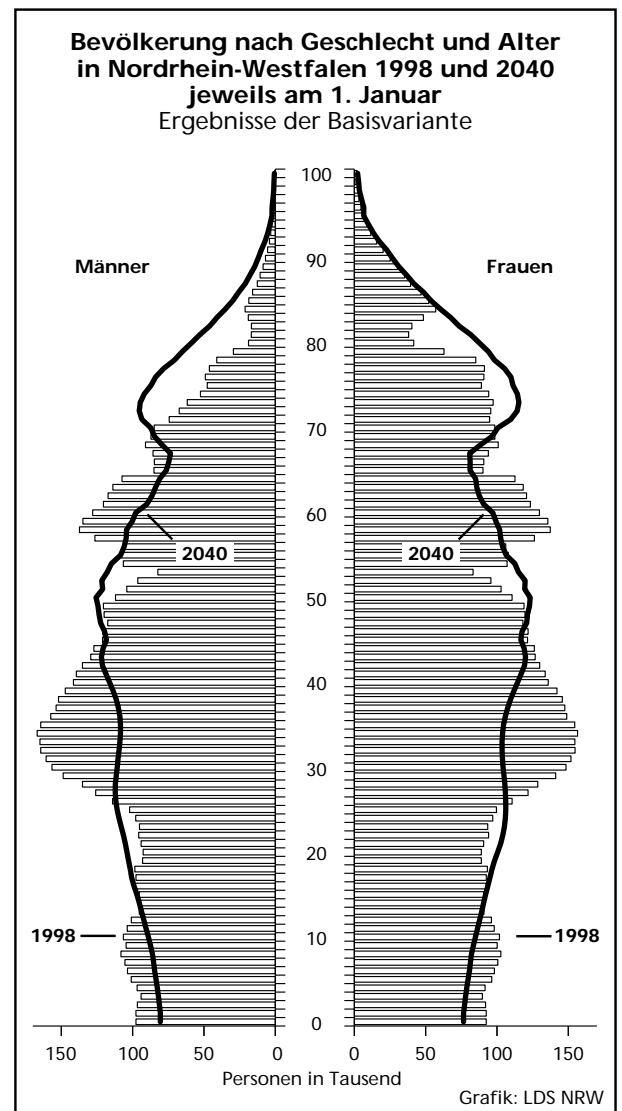 Bevölkerung nach Geschlecht und Alter
in Nordrhein-Westfalen 1998 und 2040
jeweils am 1. Januar
Ergebnisse der Basisvariante
100
Männer
90
Frauen
80
70
60
2040
2040
50
40
30
20
1998
10
1998
0
150
100
50
0
0
50
100
150
Personen in Tausend
Grafik: LDS NRW